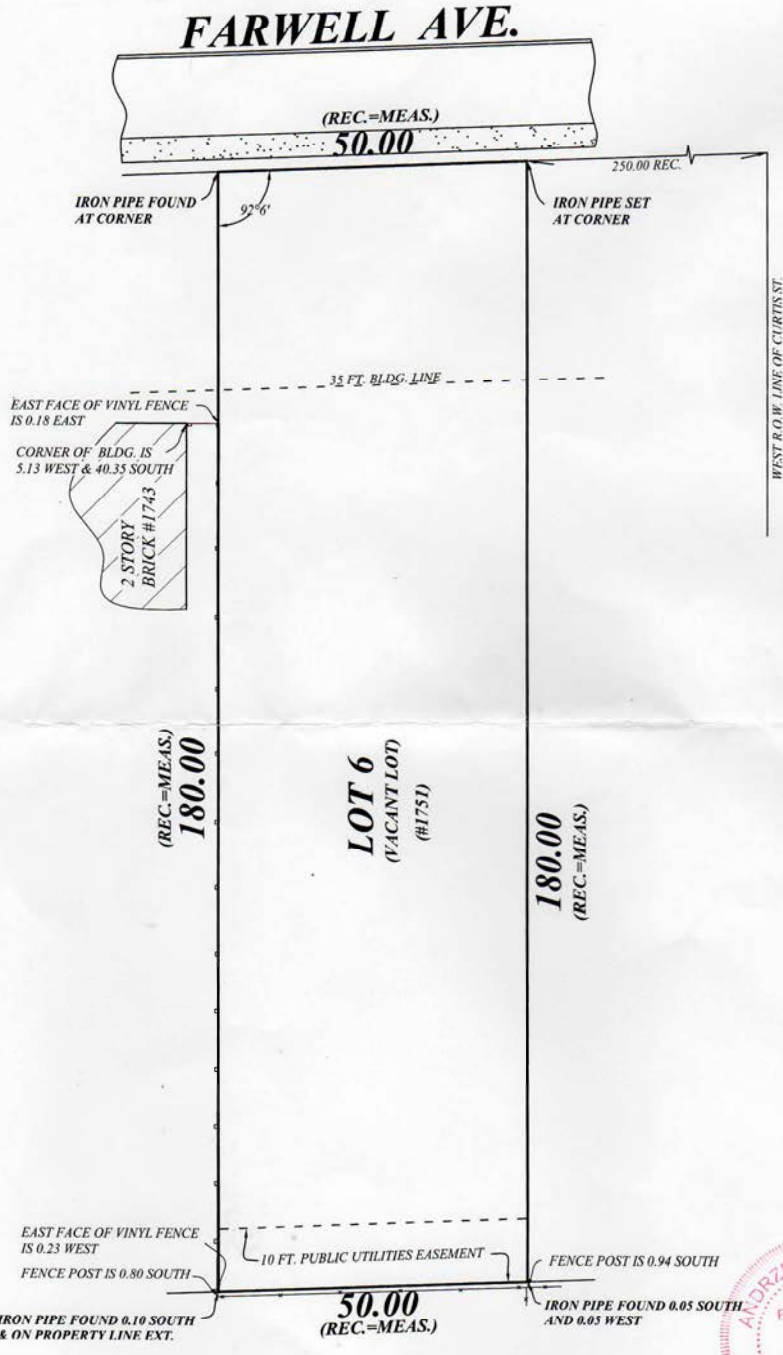 FARWELL AVE.
(REC.=MEAS.)
50.00
250.00 REC.
IRON PIPE FOUND
AT CORNER
92°6'
IRON PIPE SET
AT CORNER
WEST R.O.W. LINE OF CURTIS ST.
35 FT. BLDG. LINE
EAST FACE OF VINYL FENCE
IS 0.18 EAST
CORNER OF BLDG. IS
5.13 WEST & 40.35 SOUTH
2 STORY
BRICK #1743
(REC.=MEAS.)
180.00
LOT 6
(VACANT LOT)
(#1751)
180.00
(REC.=MEAS.)
EAST FACE OF VINYL FENCE
IS 0.23 WEST
10 FT. PUBLIC UTILITIES EASEMENT
FENCE POST IS 0.80 SOUTH
FENCE POST IS 0.94 SOUTH
IRON PIPE FOUND 0.10 SOUTH
& ON PROPERTY LINE EXT.
50.00
(REC.=MEAS.)
IRON PIPE FOUND 0.05 SOUTH
AND 0.05 WEST